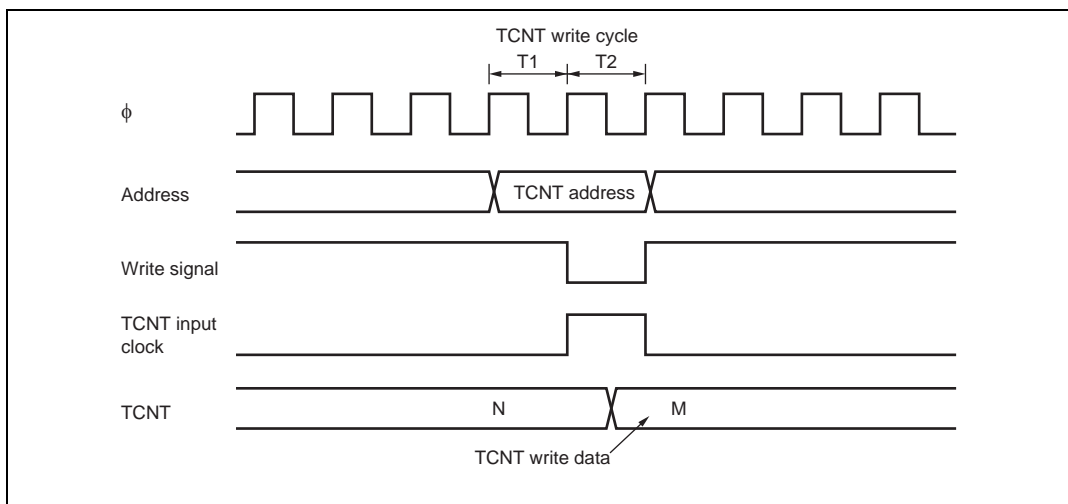 TCNT write cycle
T1 T2
ϕ
Address
TCNT address
Write signal
TCNT input
clock
TCNT
N
M
TCNT write data